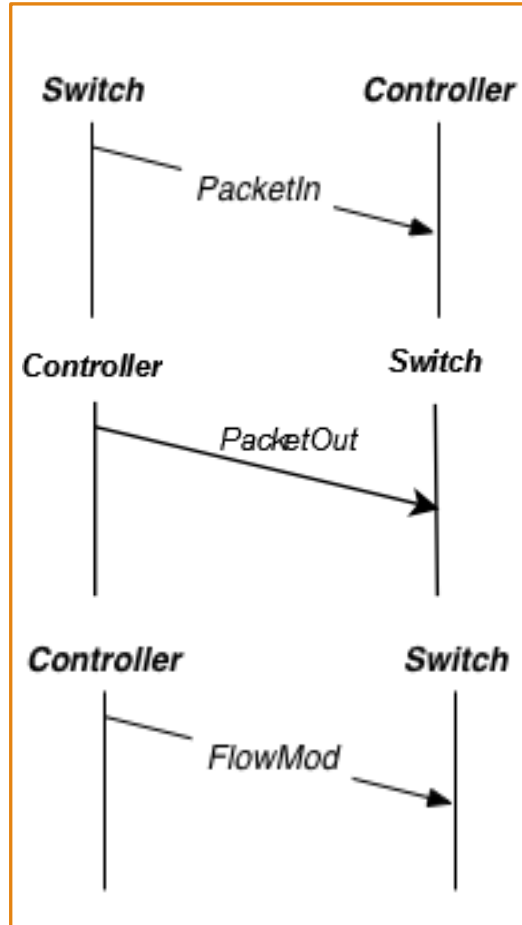 Switch Controller
PacketIn
Controller Switch
PacketOut
Controller Switch
FlowMod